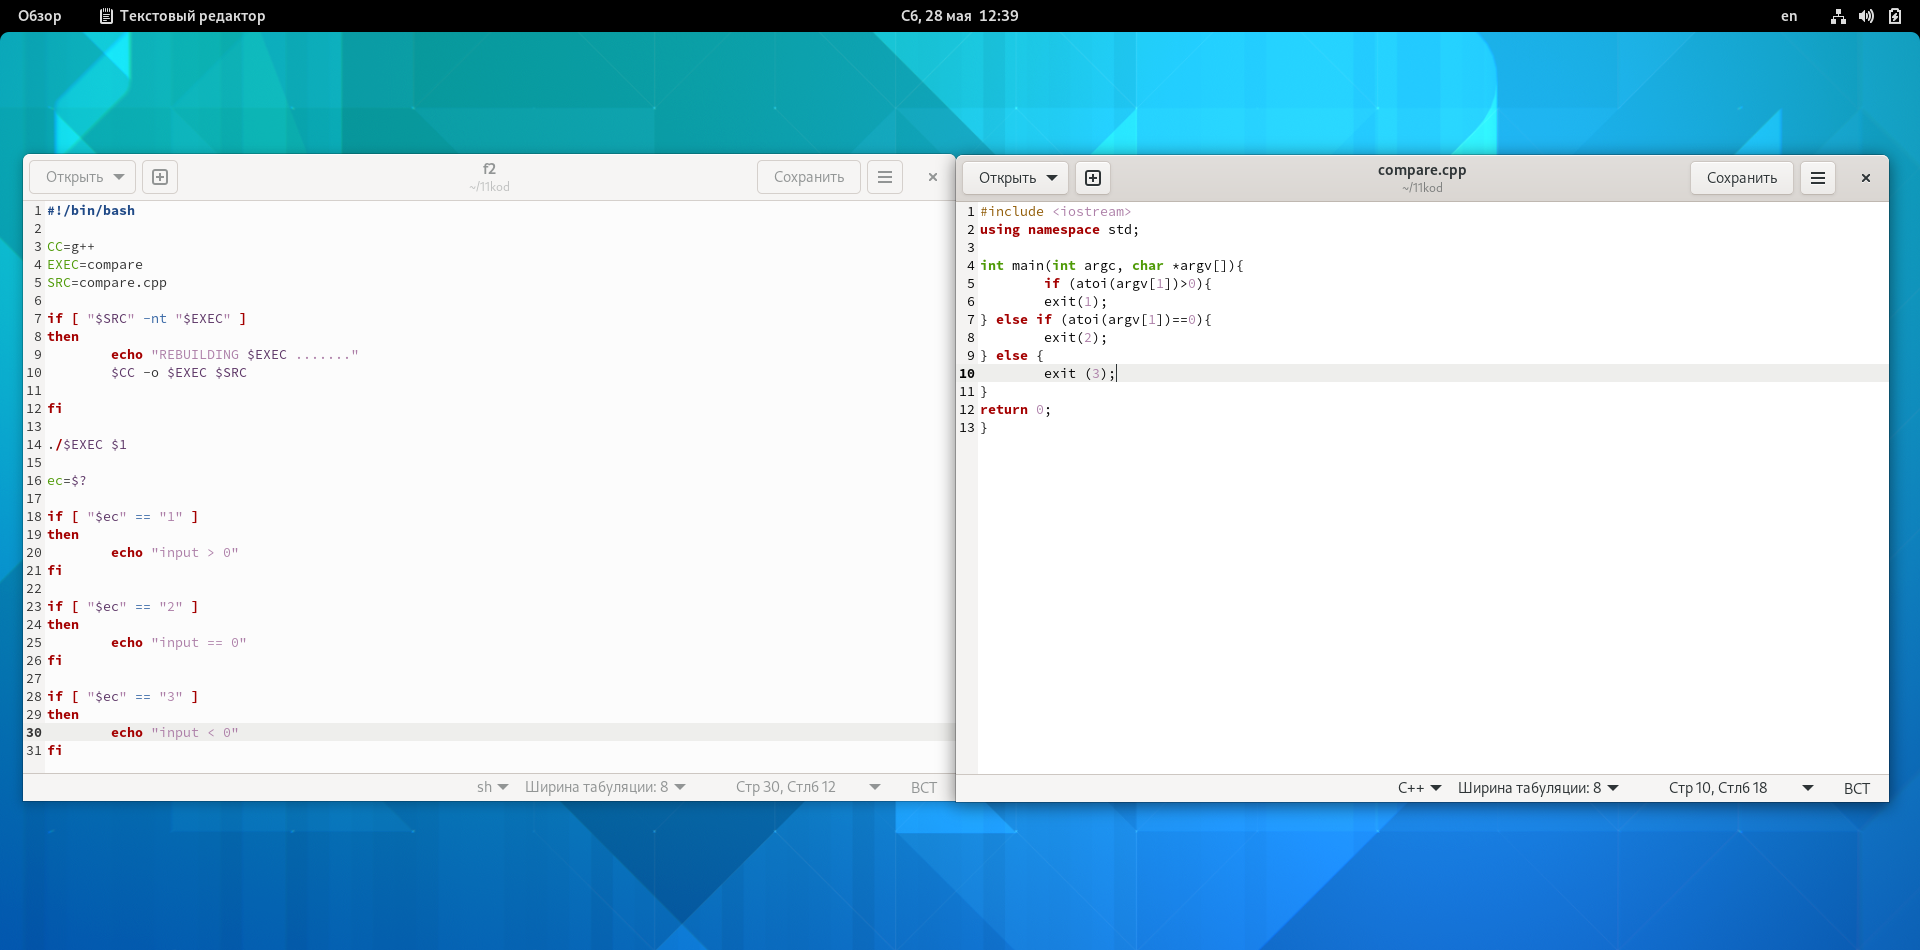 Обзор Текстовый редактор Сб, 28 мая 12:39 en
Открыть f2 Сохранить
~/11kod
1 #!/bin/bash
2
3 CC=g++
4 EXEC=compare
5 SRC=compare.cpp
6
7 if [ "$SRC" -nt "$EXEC" ]
8 then
9 echo "REBUILDING $EXEC ......."
10 $CC -o $EXEC $SRC
11
12 fi
13
14 ./$EXEC $1
15
16 ec=$?
17
18 if [ "$ec" == "1" ]
19 then
20 echo "input > 0"
21 fi
22
23 if [ "$ec" == "2" ]
24 then
25 echo "input == 0"
26 fi
27
28 if [ "$ec" == "3" ]
29 then
30 echo "input < 0"
31 fi
sh Ширина табуляции: 8 Стр 30, Стлб 12 ВСТ
Открыть compare.cpp Сохранить
~/11kod
1 #include <iostream>
2 using namespace std;
3
4 int main(int argc, char *argv[]){
5 if (atoi(argv[1])>0){
6 exit(1);
7 } else if (atoi(argv[1])==0){
8 exit(2);
9 } else {
10 exit (3);
11 }
12 return 0;
13 }
C++ Ширина табуляции: 8 Стр 10, Стлб 18 ВСТ